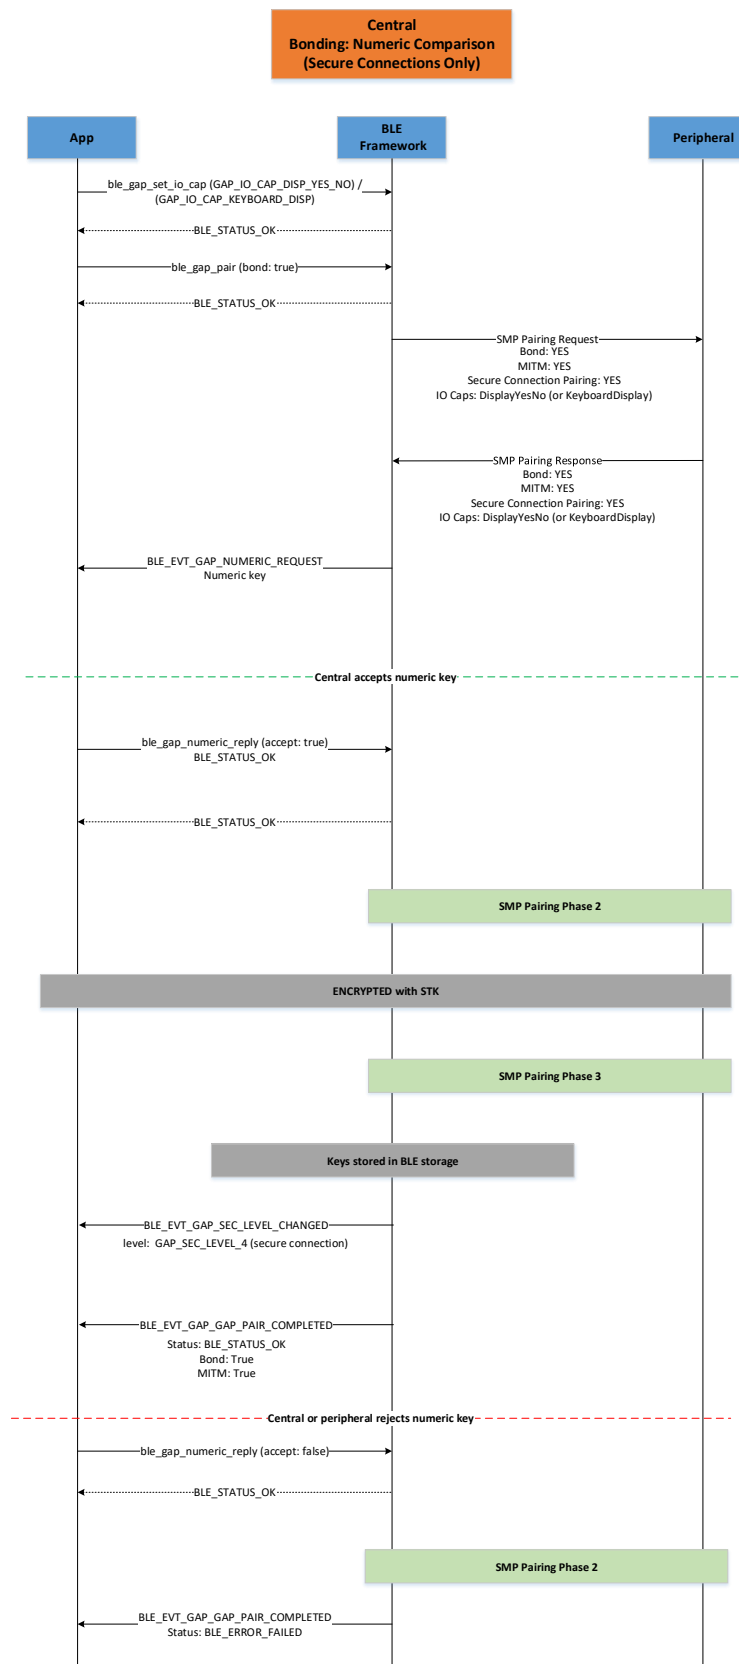 Central
Bonding: Numeric Comparison
(Secure Connections Only)
App
BLE
Framework
Peripheral
ble_gap_set_io_cap (GAP_IO_CAP_DISP_YES_NO) /
(GAP_IO_CAP_KEYBOARD_DISP)
BLE_STATUS_OK
ble_gap_pair (bond: true)
BLE_STATUS_OK
SMP Pairing Request
Bond: YES
MITM: YES
Secure Connection Pairing: YES
IO Caps: DisplayYesNo (or KeyboardDisplay)
SMP Pairing Response
Bond: YES
MITM: YES
Secure Connection Pairing: YES
IO Caps: DisplayYesNo (or KeyboardDisplay)
BLE_EVT_GAP_NUMERIC_REQUEST
Numeric key
Central accepts numeric key
ble_gap_numeric_reply (accept: true)
BLE_STATUS_OK
BLE_STATUS_OK
SMP Pairing Phase 2
ENCRYPTED with STK
SMP Pairing Phase 3
Keys stored in BLE storage
BLE_EVT_GAP_SEC_LEVEL_CHANGED
level: GAP_SEC_LEVEL_4 (secure connection)
BLE_EVT_GAP_GAP_PAIR_COMPLETED
Status: BLE_STATUS_OK
Bond: True
MITM: True
Central or peripheral rejects numeric key
ble_gap_numeric_reply (accept: false)
BLE_STATUS_OK
SMP Pairing Phase 2
BLE_EVT_GAP_GAP_PAIR_COMPLETED
Status: BLE_ERROR_FAILED